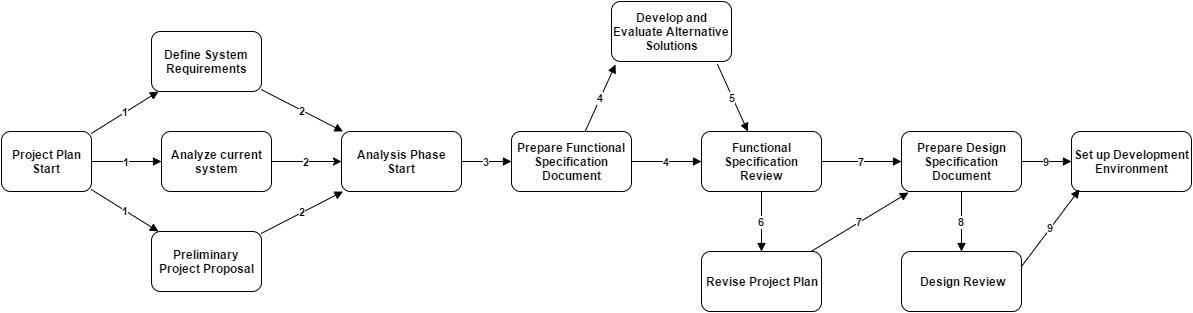 Project Plan
Start
1
1
1
Define System
Requirements
Analyze current
system
Preliminary
Project Proposal
2
2
2
Analysis Phase
Start
3
Prepare Functional
Specification
Document
4
4
Develop and
Evaluate Alternative
Solutions
5
Functional
Specification
Review
6
7
Revise Project Plan
7
Prepare Design
Specification
Document
8
9
Design Review
9
Set up Development
Environment